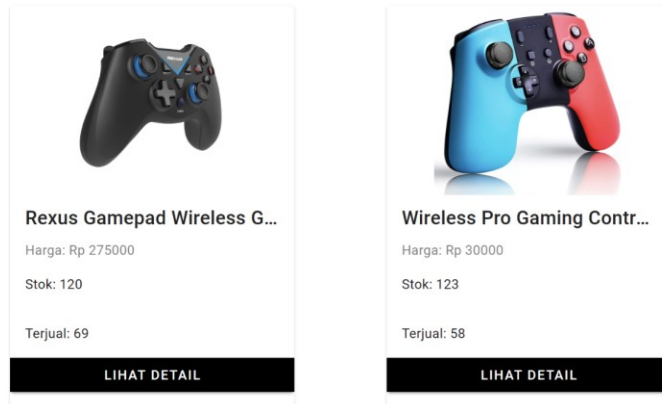 Rexus Gamepad Wireless G...
Harga: Rp 275000
Stok: 120
Terjual: 69
LIHAT DETAIL
Wireless Pro Gaming Contr...
Harga: Rp 30000
Stok: 123
Terjual: 58
LIHAT DETAIL